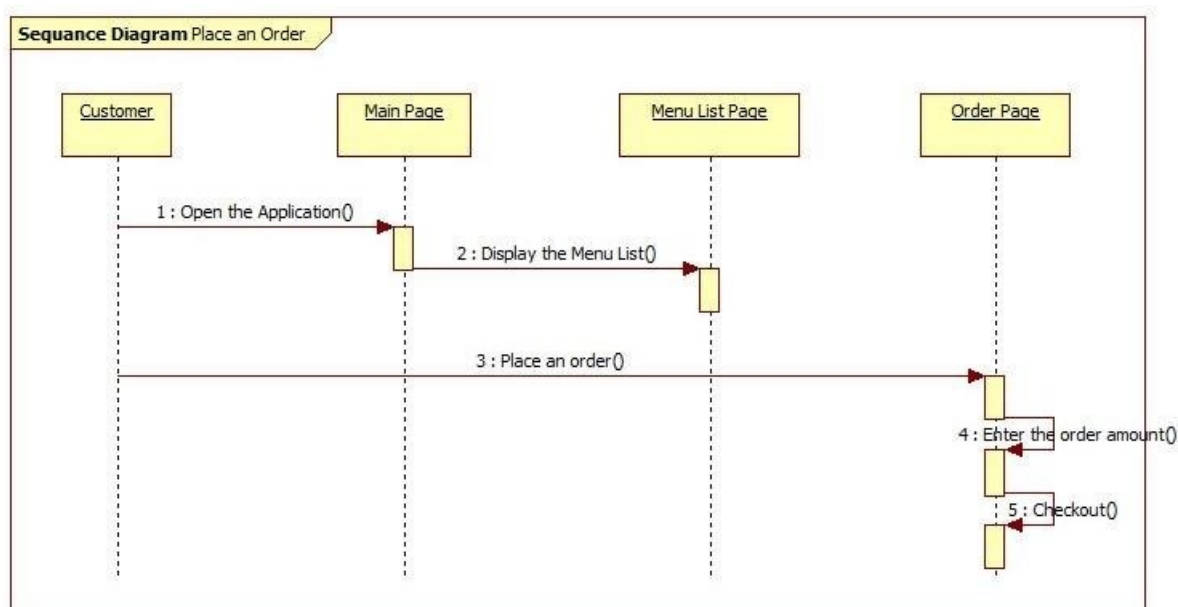 Sequance Diagram Place an Order
Customer
Main Page
Menu List Page
Order Page
1 : Open the Application()
2 : Display the Menu List()
3 : Place an order()
4 : Enter the order amount()
5 : Checkout()